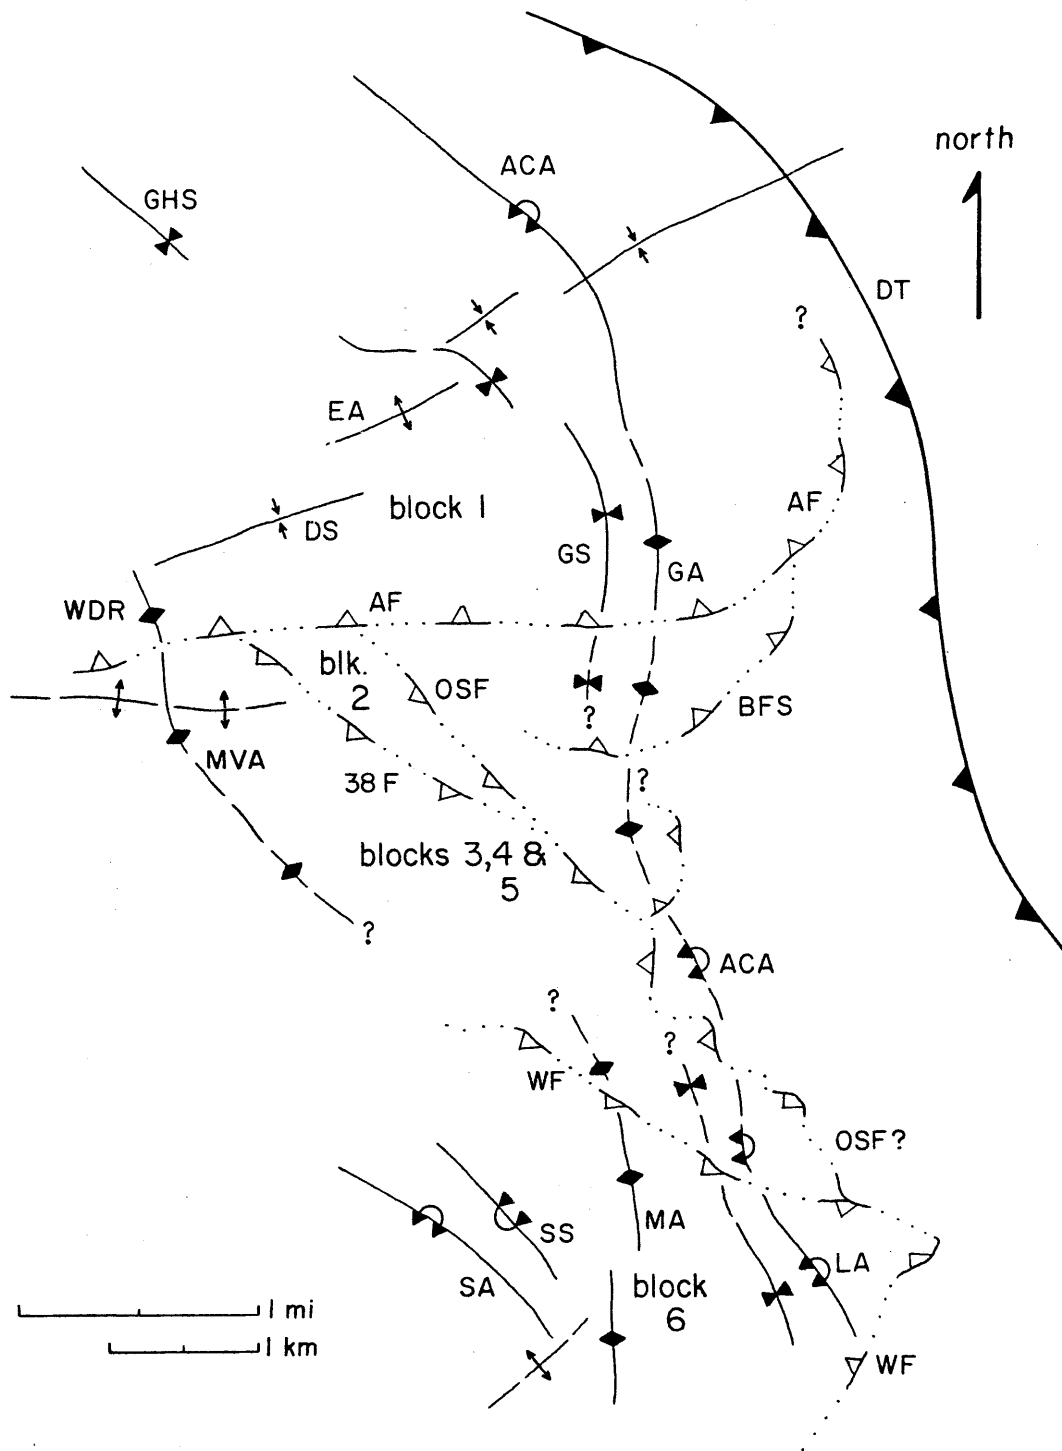 north
ACA
GHS
DT
?
EA
AF
block 1
DS
GS
GA
WDR
AF
blk.
2
OSF
BFS
?
MVA
38 F
?
blocks 3,4 &
5
?
ACA
?
?
WF
OSF?
MA
SS
LA
SA
block
6
1 mi
1 km
WF